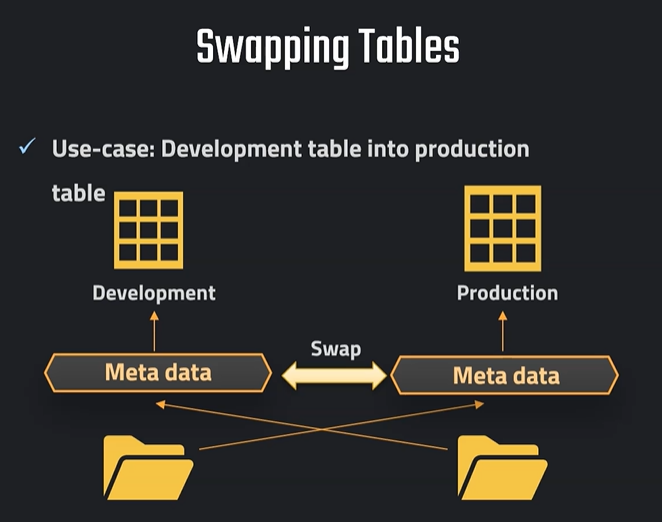 Swapping Tables
✓ Use-case: Development table into production
table
Development
Production
Swap
Meta data
Meta data